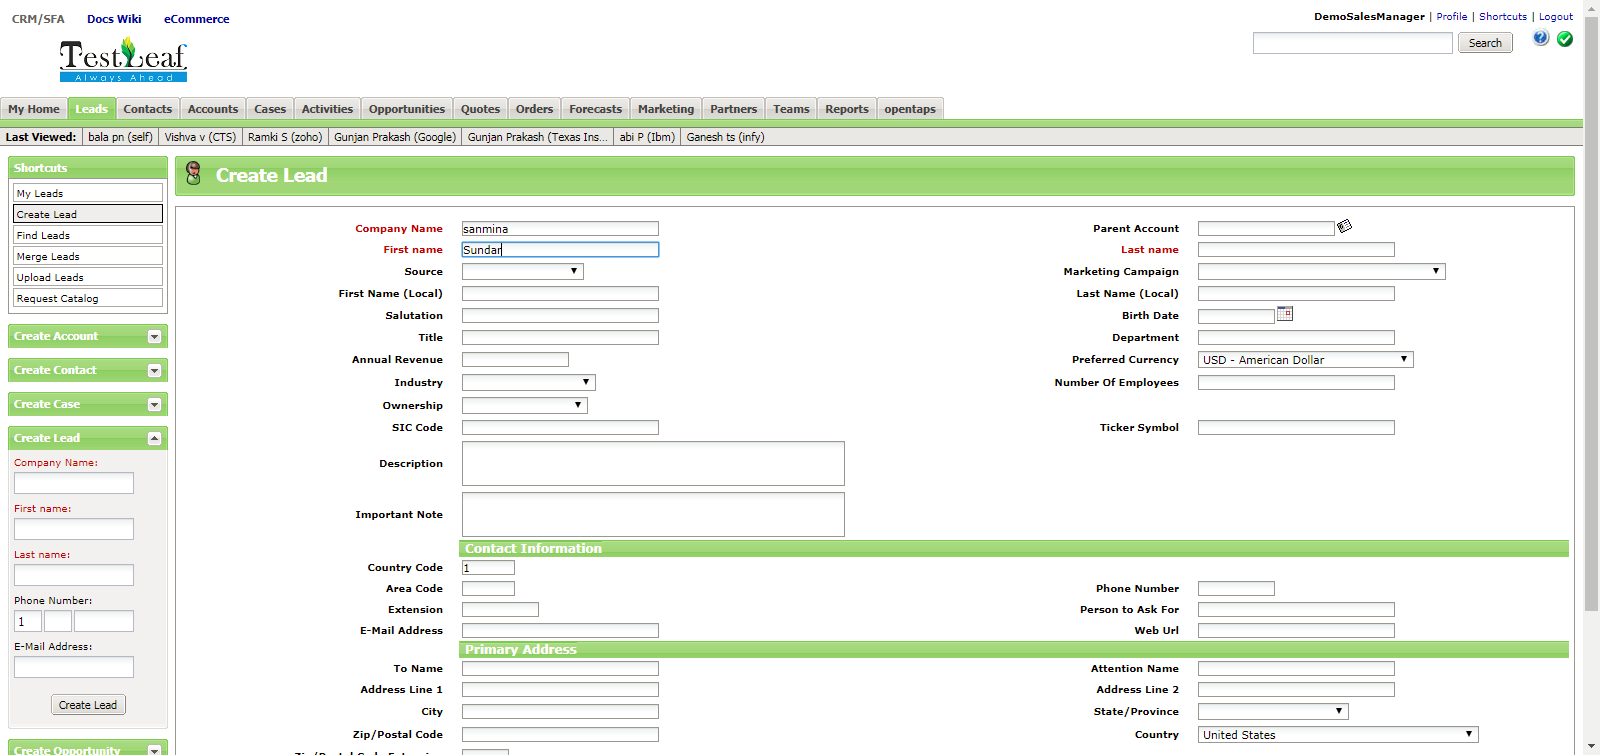 CRM/SFA Docs Wiki eCommerce
DemoSalesManager | Profile | Shortcuts | Logout
TestLeaf
Always Ahead
Search
My Home Leads Contacts Accounts Cases Activities Opportunities Quotes Orders Forecasts Marketing Partners Teams Reports opentaps
Last Viewed: bala pn (self) Vishva v (CTS) Ramki S (zoho) Gunjan Prakash (Google) Gunjan Prakash (Texas Ins... abi P (Ibm) Ganesh ts (infy)
Shortcuts
My Leads
Create Lead
Find Leads
Merge Leads
Upload Leads
Request Catalog
Create Account
Create Contact
Create Case
Create Lead
Company Name:
First name:
Last name:
Phone Number:
1
E-Mail Address:
Create Lead
Create Opportunity
Create Lead
Company Name sanmina Parent Account
First name Sundar Last name
Source Marketing Campaign
First Name (Local) Last Name (Local)
Salutation Birth Date
Title Department
Annual Revenue Preferred Currency USD - American Dollar
Industry Number Of Employees
Ownership
SIC Code Ticker Symbol
Description
Important Note
Contact Information
Country Code 1
Area Code Phone Number
Extension Person to Ask For
E-Mail Address Web Url
Primary Address
To Name Attention Name
Address Line 1 Address Line 2
City State/Province
Zip/Postal Code Country United States
Zip/Postal Code Extension